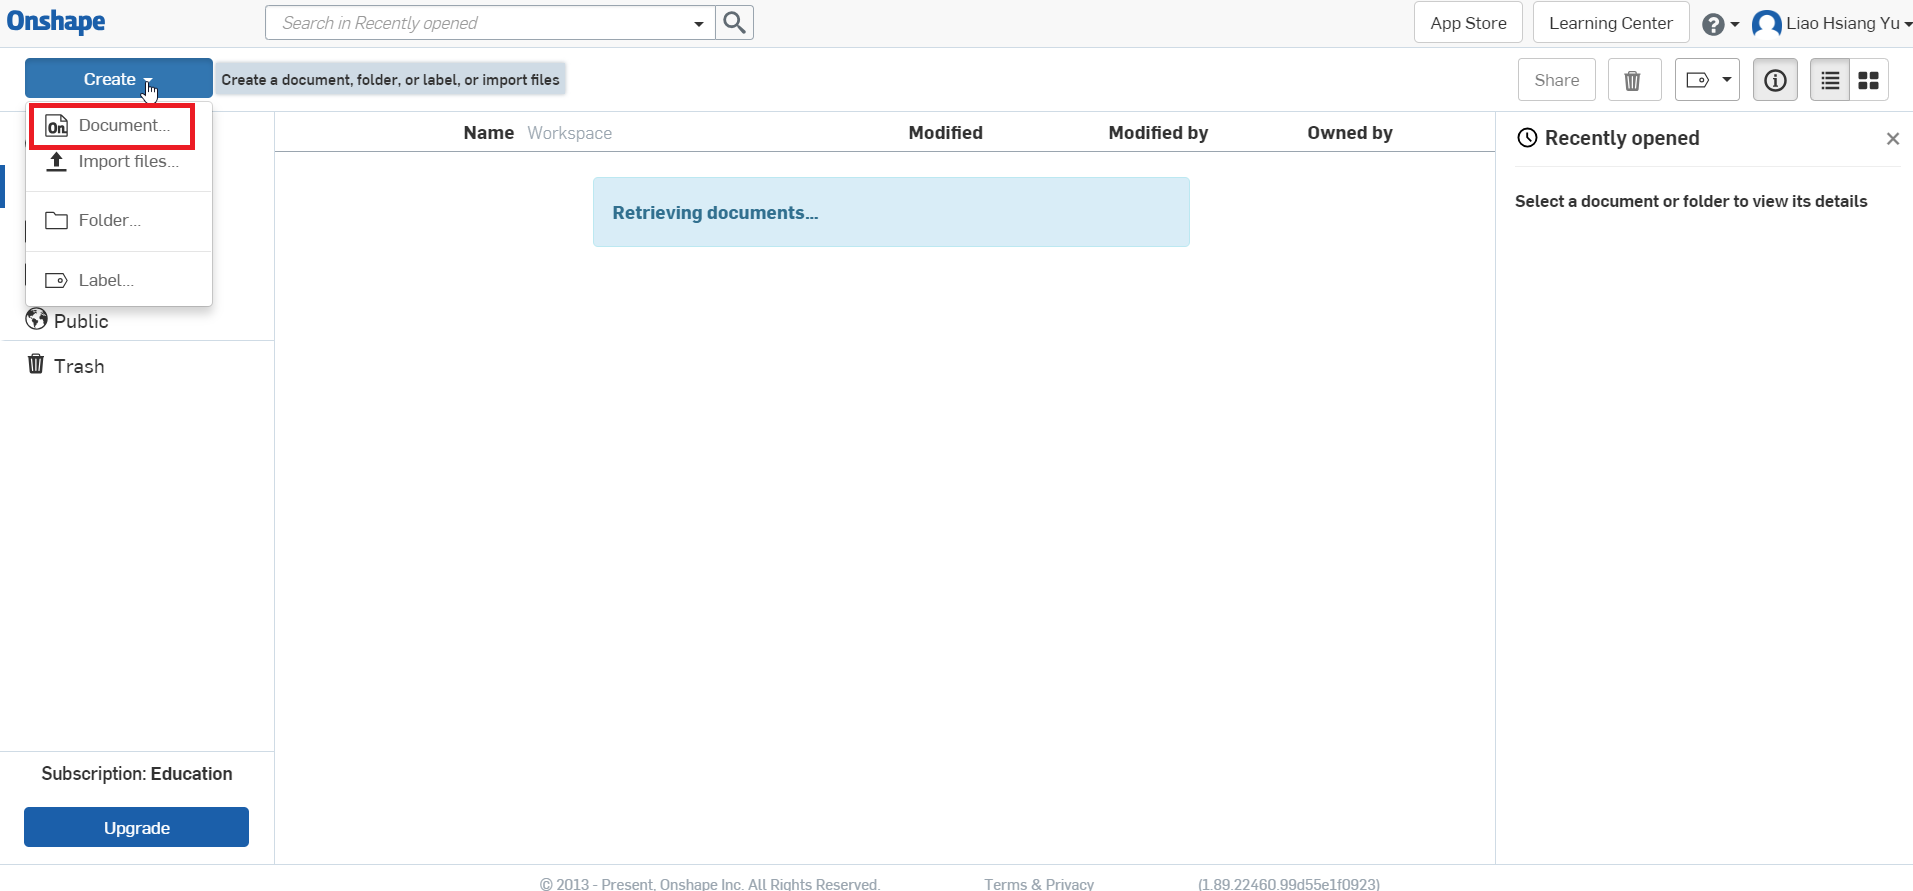 Onshape
Search in Recently opened
App Store
Learning Center
Liao Hsiang Yu
Create
Create a document, folder, or label, or import files
Share
Document...
Import files...
Folder...
Label...
Public
Trash
Name Workspace
Modified
Modified by
Owned by
Retrieving documents...
Recently opened
Select a document or folder to view its details
Subscription: Education
Upgrade
© 2013 - Present, Onshape Inc. All Rights Reserved.
Terms & Privacy
(1.89.22460.99d55e1f0923)